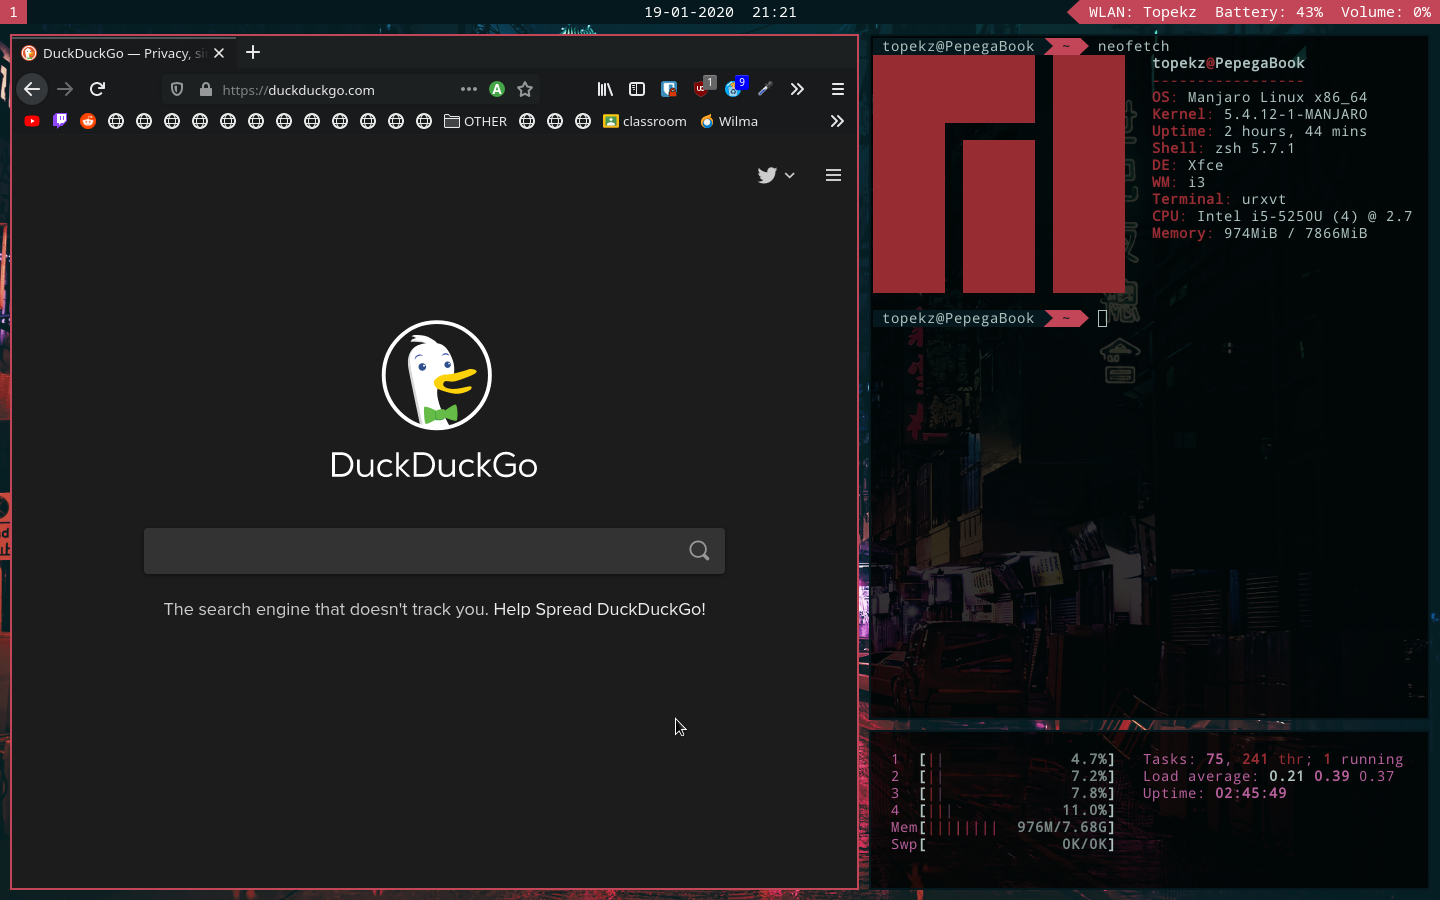 1
19-01-2020 21:21
WLAN: Topekz Battery: 43% Volume: 0%
DuckDuckGo — Privacy, si
https://duckduckgo.com
1
9
OTHER
classroom
Wilma
DuckDuckGo
The search engine that doesn't track you. Help Spread DuckDuckGo!
topekz@PepegaBook ~ neofetch
topekz@PepegaBook
-----------------
OS: Manjaro Linux x86_64
Kernel: 5.4.12-1-MANJARO
Uptime: 2 hours, 44 mins
Shell: zsh 5.7.1
DE: Xfce
WM: i3
Terminal: urxvt
CPU: Intel i5-5250U (4) @ 2.7
Memory: 974MiB / 7866MiB
topekz@PepegaBook ~
1 [|| 4.7%]
2 [|| 7.2%]
3 [|| 7.8%]
4 [||| 11.0%]
Mem[|||||||| 976M/7.68G]
Swp[ 0K/0K]
Tasks: 75, 241 thr; 1 running
Load average: 0.21 0.39 0.37
Uptime: 02:45:49